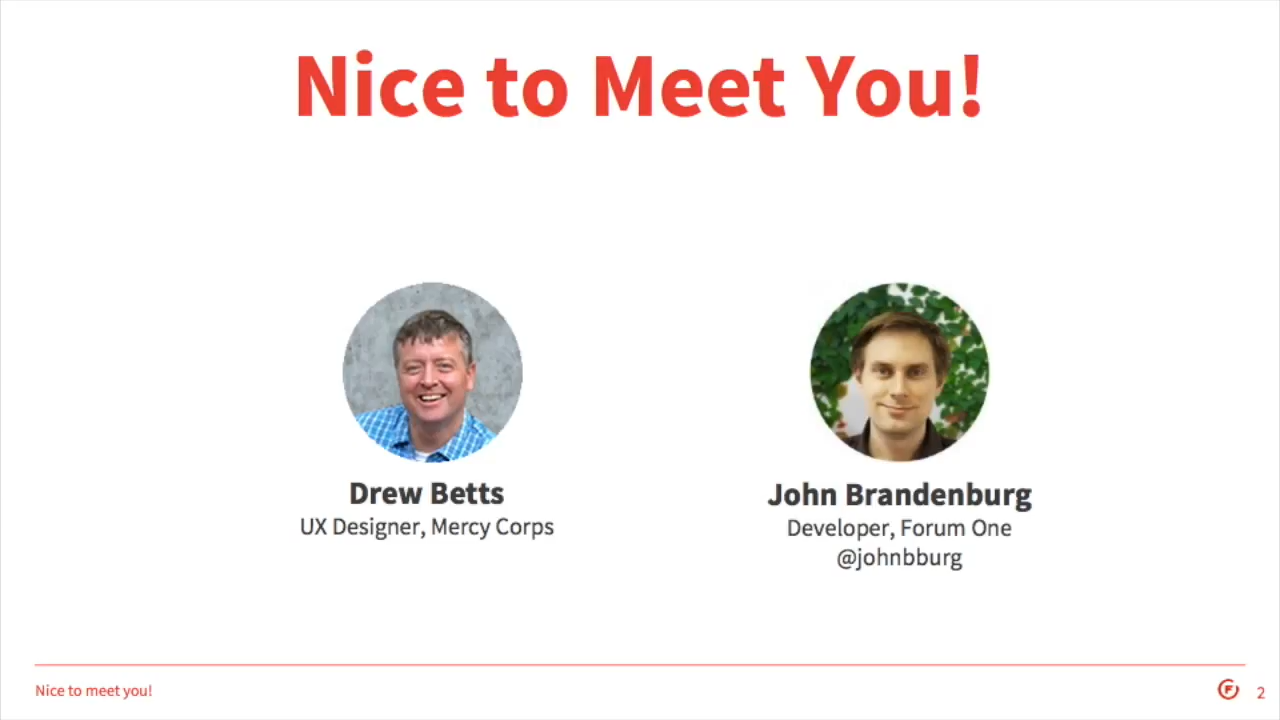 Nice to Meet You!
Drew Betts
UX Designer, Mercy Corps
John Brandenburg
Developer, Forum One
@johnbburg
Nice to meet you!
F
2